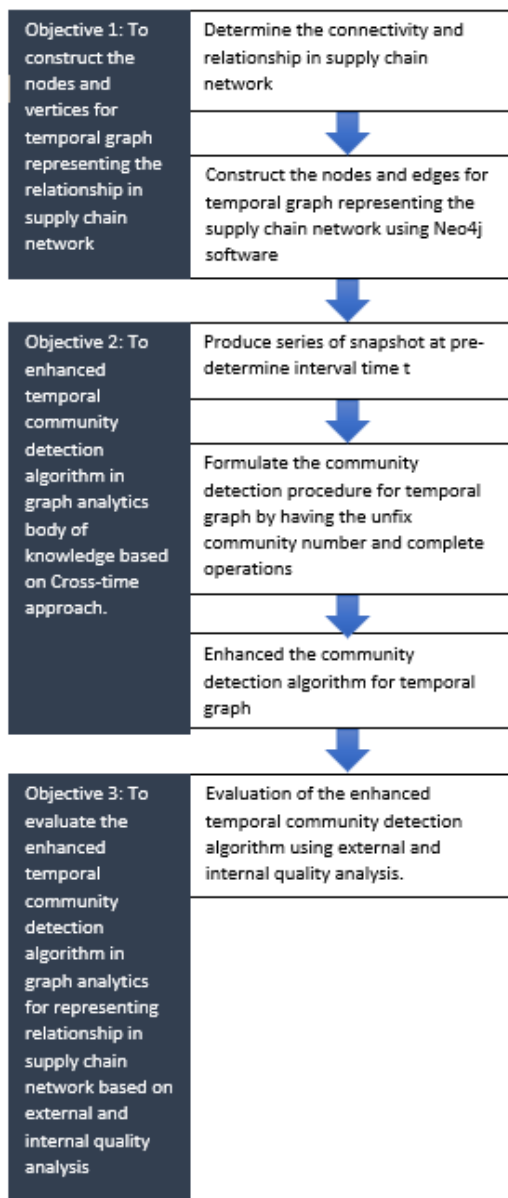 Objective 1: To
construct the
nodes and
vertices for
temporal graph
representing the
relationship in
supply chain
network
Determine the connectivity and
relationship in supply chain
network
Construct the nodes and edges for
temporal graph representing the
supply chain network using Neo4j
software
Objective 2: To
enhanced
temporal
community
detection
algorithm in
graph analytics
body of
knowledge based
on Cross-time
approach.
Produce series of snapshot at pre-
determine interval time t
Formulate the community
detection procedure for temporal
graph by having the unfix
community number and complete
operations
Enhanced the community
detection algorithm for temporal
graph
Objective 3: To
evaluate the
enhanced
temporal
community
detection
algorithm in
graph analytics
for representing
relationship in
supply chain
network based on
external and
internal quality
analysis
Evaluation of the enhanced
temporal community detection
algorithm using external and
internal quality analysis.